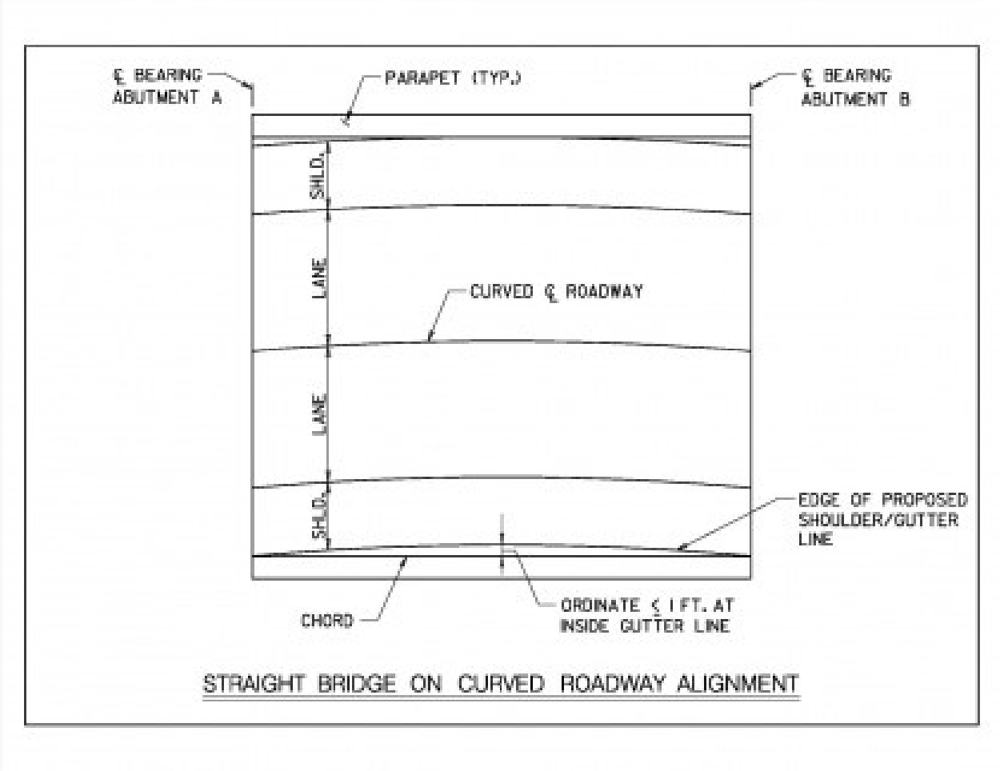 ℄ BEARING
ABUTMENT A
PARAPET (TYP.)
℄ BEARING
ABUTMENT B
SHLD.
LANE
CURVED ℄ ROADWAY
LANE
SHLD.
EDGE OF PROPOSED
SHOULDER/GUTTER
LINE
CHORD
ORDINATE ≤ 1 FT. AT
INSIDE GUTTER LINE
STRAIGHT BRIDGE ON CURVED ROADWAY ALIGNMENT